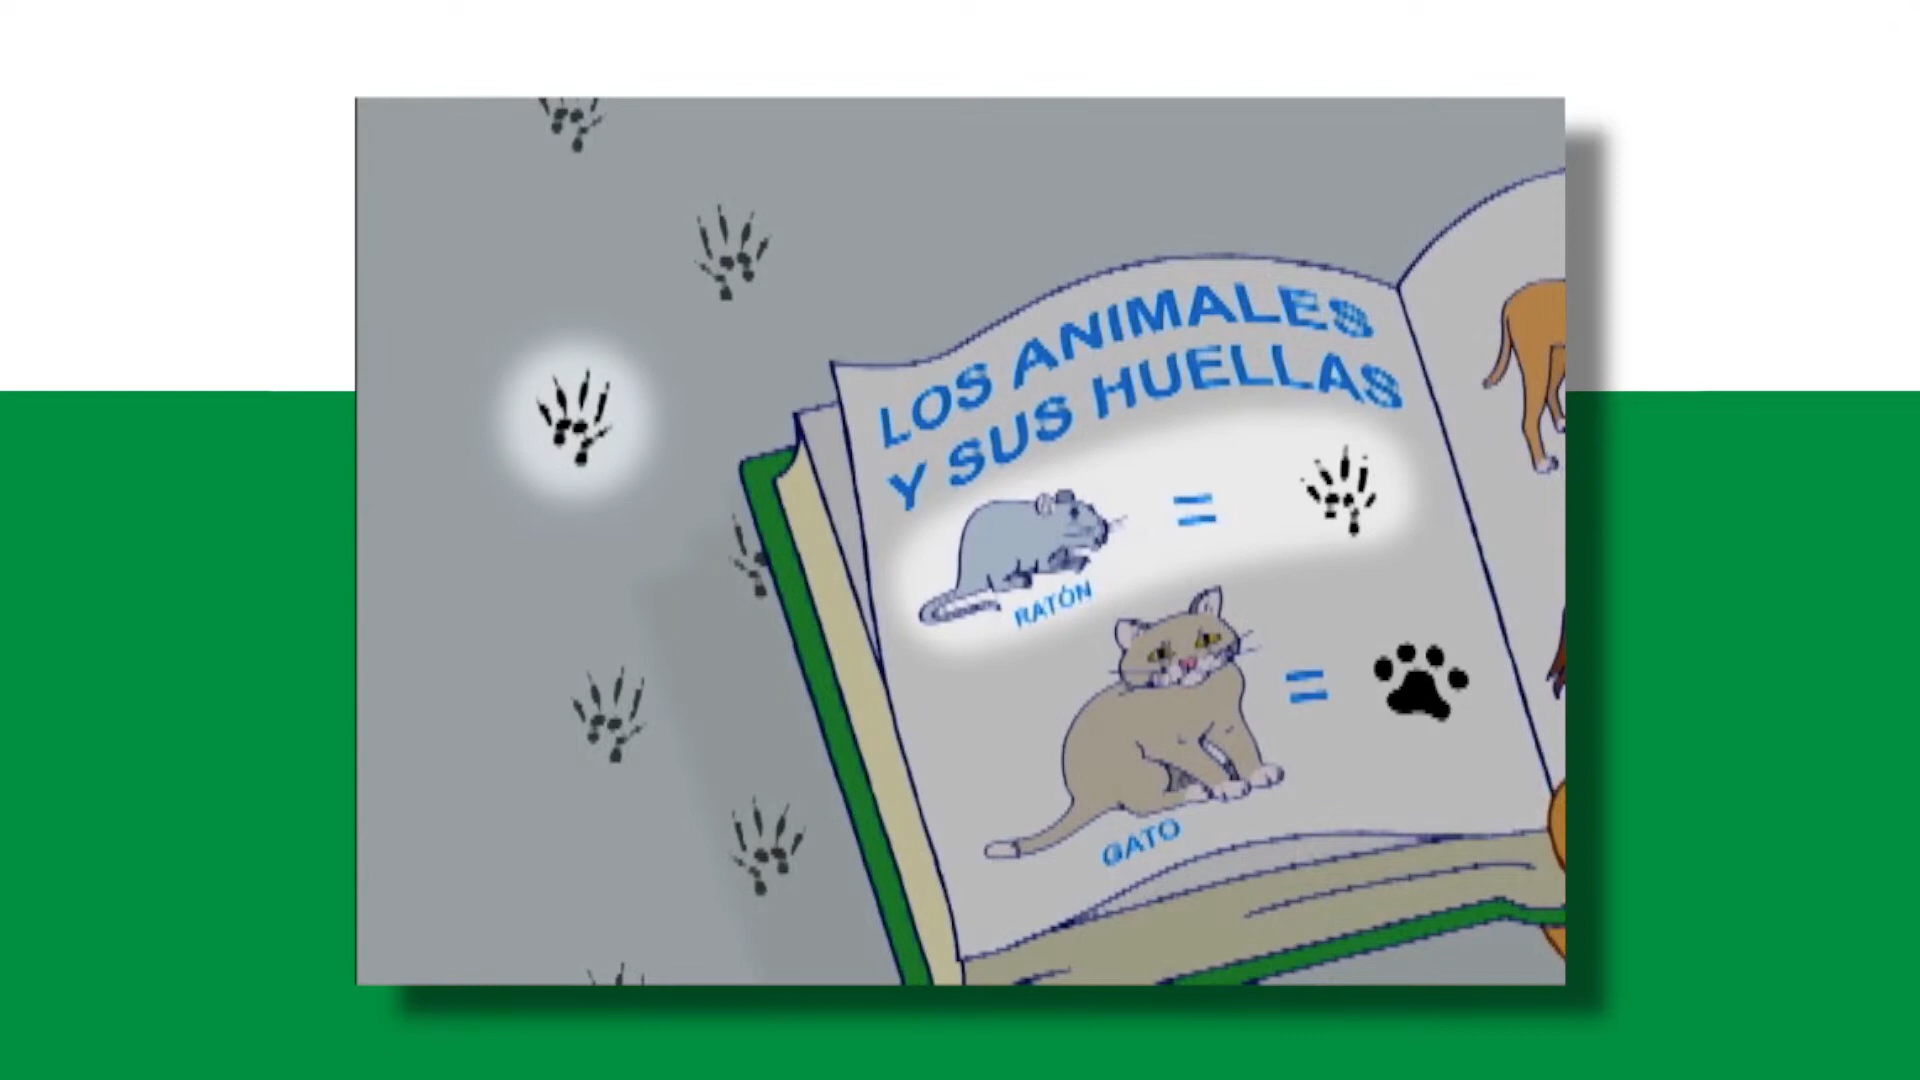 LOS ANIMALES
Y SUS HUELLAS
=
RATÓN
=
GATO